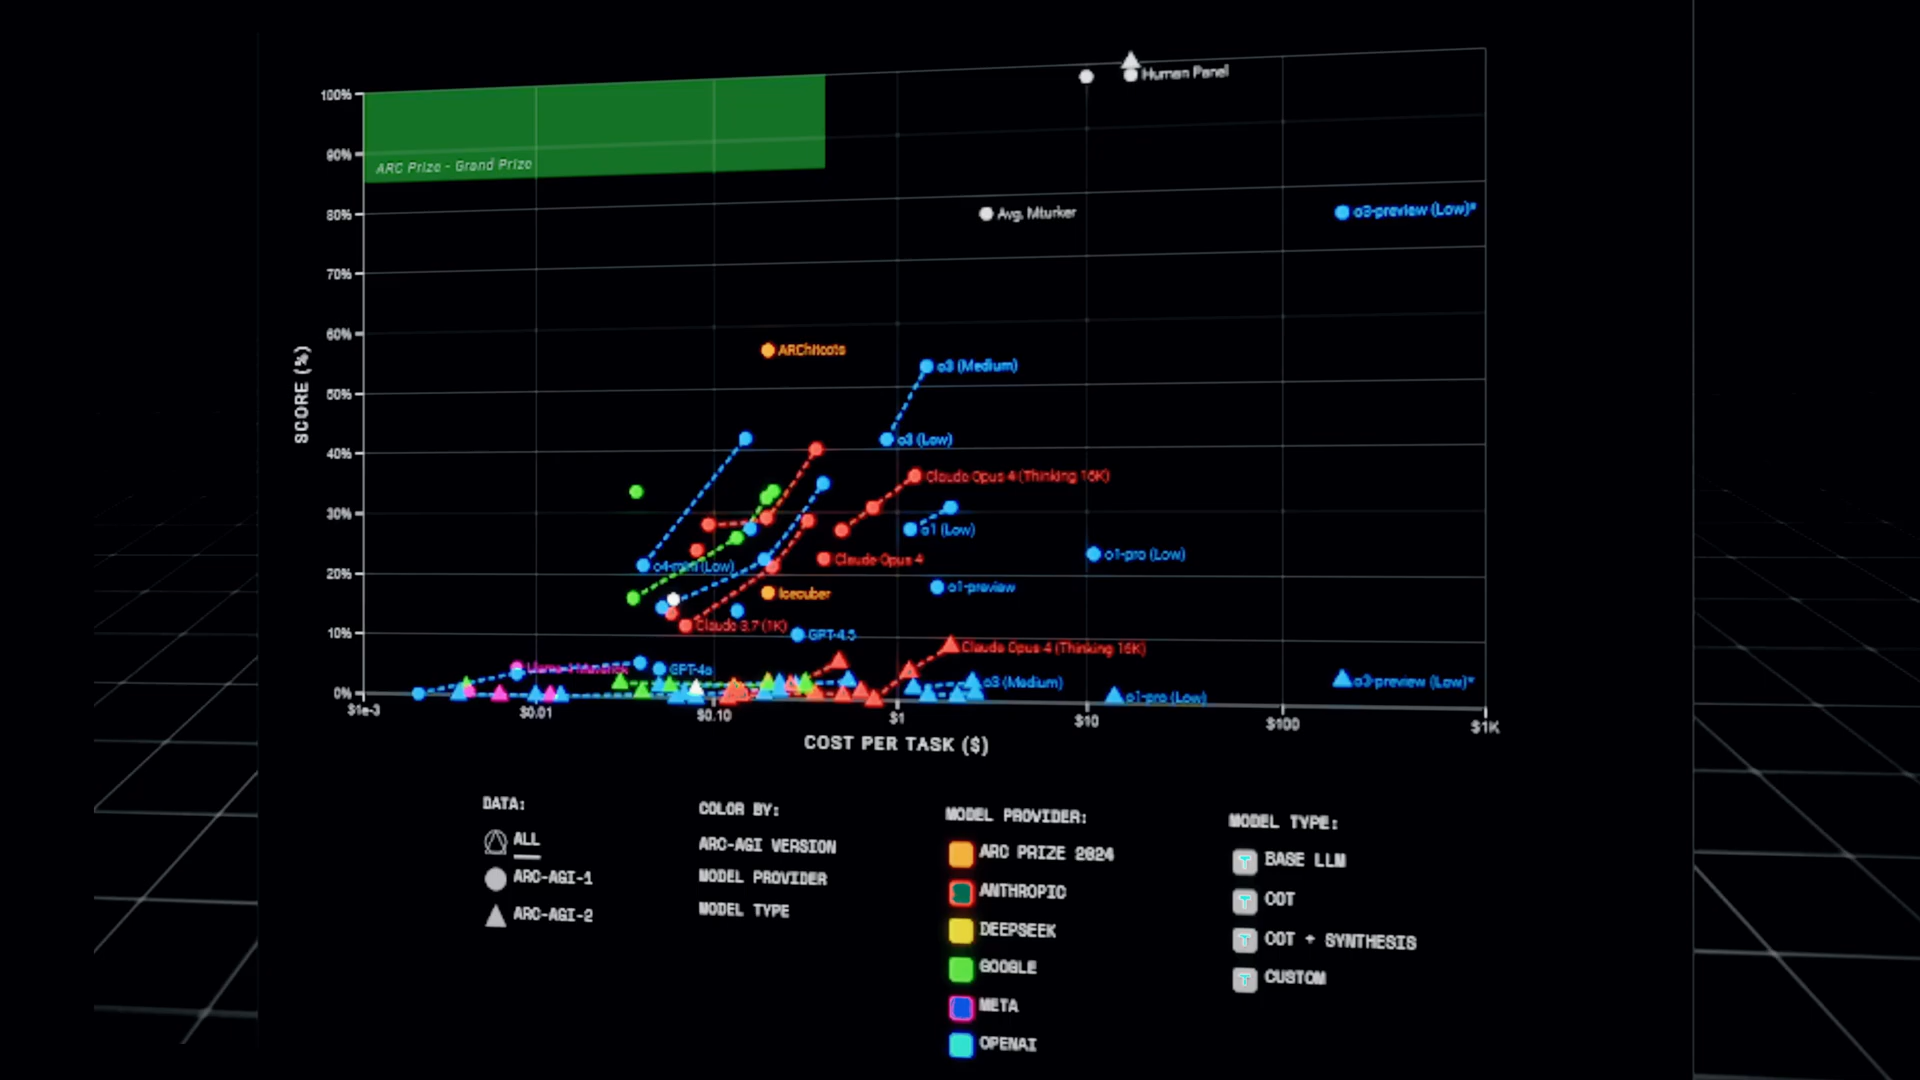 100%
90%
80%
70%
60%
50%
40%
30%
20%
10%
0%
SCORE (%)
ARC Prize - Grand Prize
Human Panel
Avg. Mturker
o3-preview (Low)*
ARChitects
o3 (Medium)
o3 (Low)
Claude Opus 4 (Thinking 16K)
o1 (Low)
o1-pro (Low)
Claude Opus 4
o4-mini (Low)
o1-preview
Icecuber
Claude 3.7 (1K)
GPT-4.5
Claude Opus 4 (Thinking 16K)
Llama 4 Maverick
GPT-4o
o3 (Medium)
o3-preview (Low)*
o1-pro (Low)
$1e-3
$0.01
$0.10
$1
$10
$100
$1K
COST PER TASK ($)
DATA:
ALL
ARC-AGI-1
ARC-AGI-2
COLOR BY:
ARC-AGI VERSION
MODEL PROVIDER
MODEL TYPE
MODEL PROVIDER:
ARC PRIZE 2024
ANTHROPIC
DEEPSEEK
GOOGLE
META
OPENAI
MODEL TYPE:
BASE LLM
COT
COT + SYNTHESIS
CUSTOM